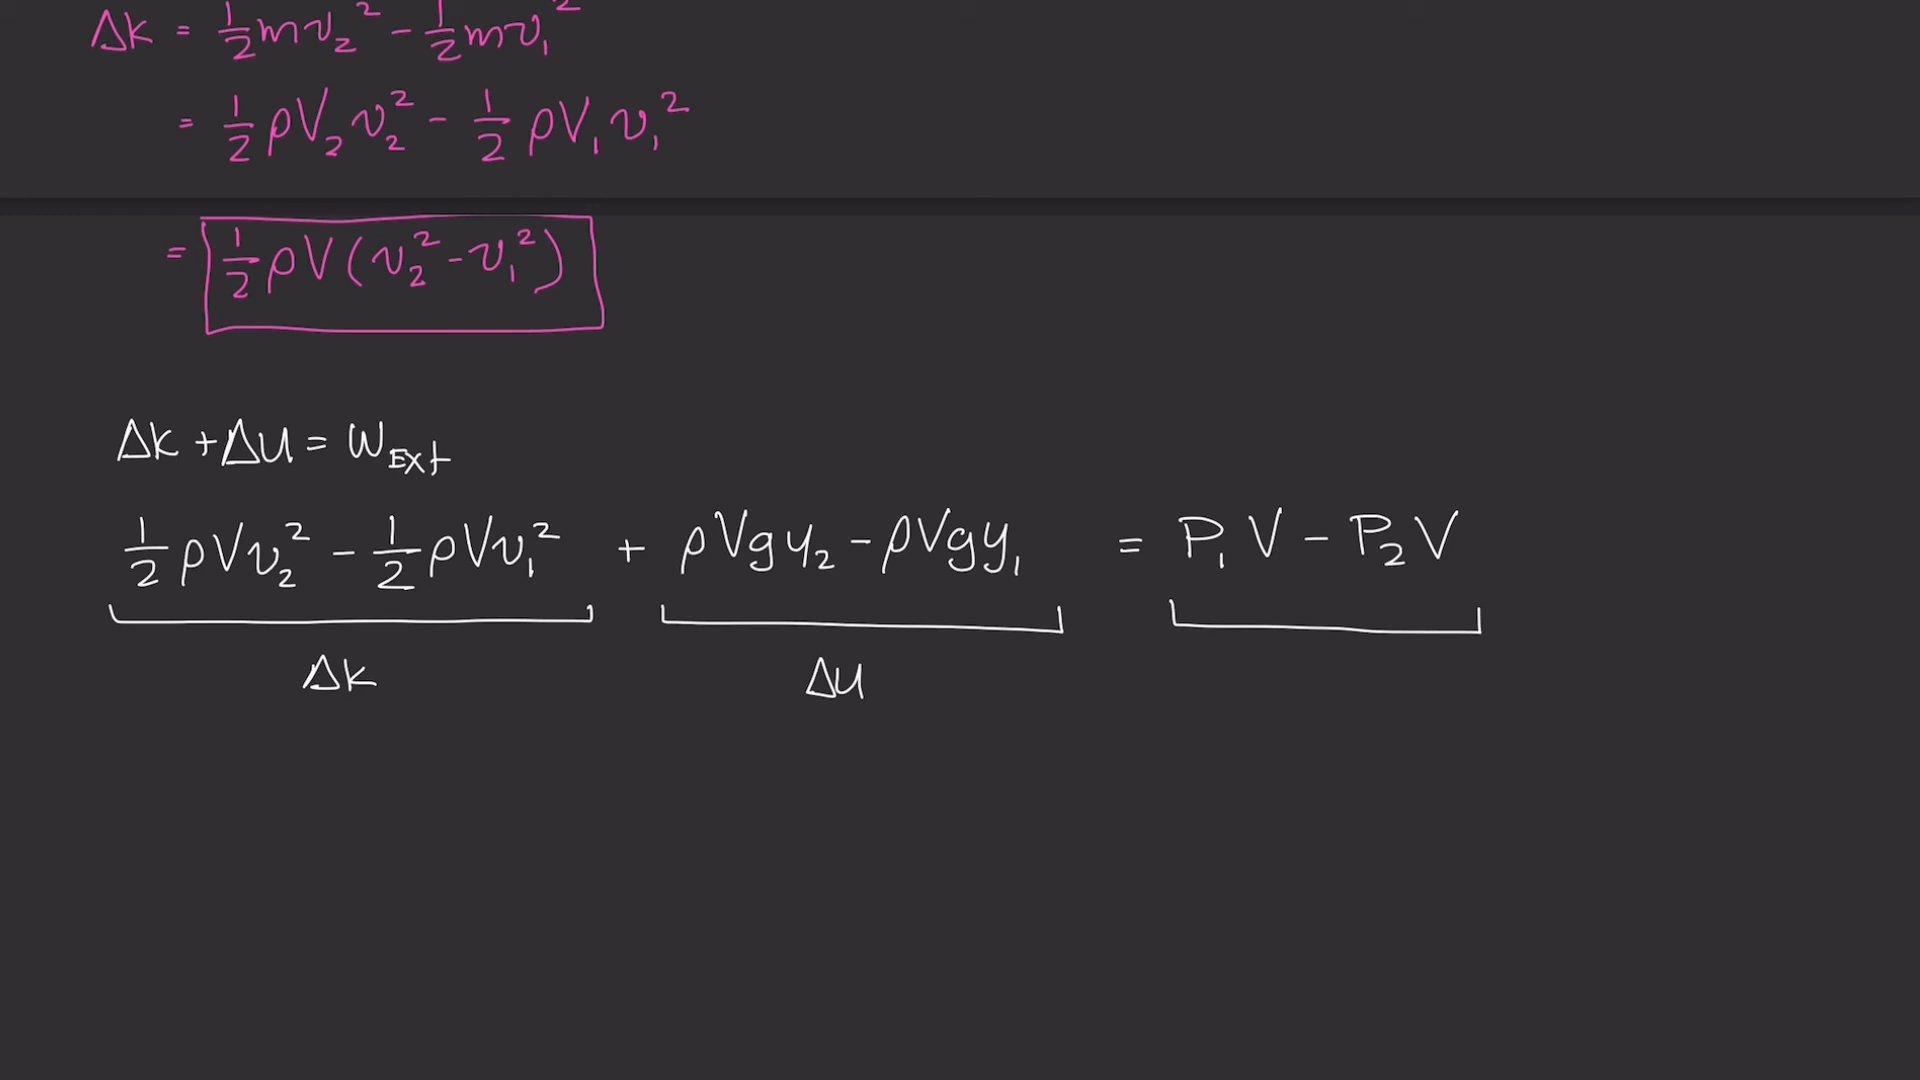 Δk = ½mv₂² - ½mv₁²
= ½ρV₂v₂² - ½ρV₁v₁²
= ½ρV(v₂² - v₁²)
Δk + ΔU = W_Ext
½ρVv₂² - ½ρVv₁² + ρVgy₂ - ρVgy₁ = P₁V - P₂V
Δk ΔU